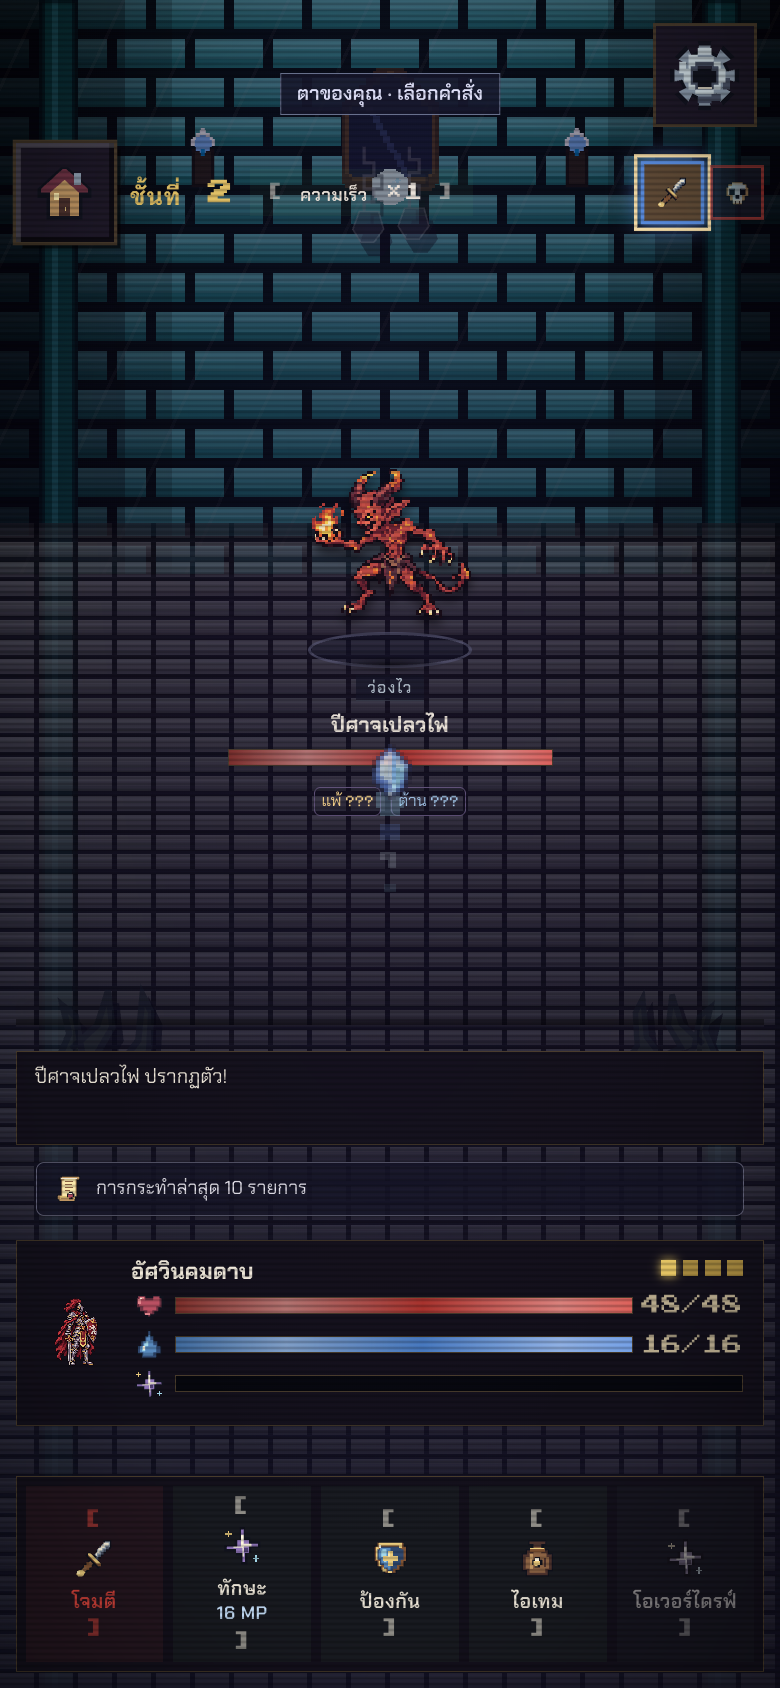 ตาของคุณ · เลือกคำสั่ง
ชั้นที่ 2 [ ความเร็ว ×1 ]
ว่องไว
ปีศาจเปลวไฟ
แพ้ ??? ต้าน ???
ปีศาจเปลวไฟ ปรากฏตัว!
การกระทำล่าสุด 10 รายการ
อัศวินคมดาบ
48/48
16/16
[ โจมตี ]
[ ทักษะ
16 MP ]
[ ป้องกัน ]
[ ไอเทม ]
[ โอเวอร์ไดรฟ์ ]